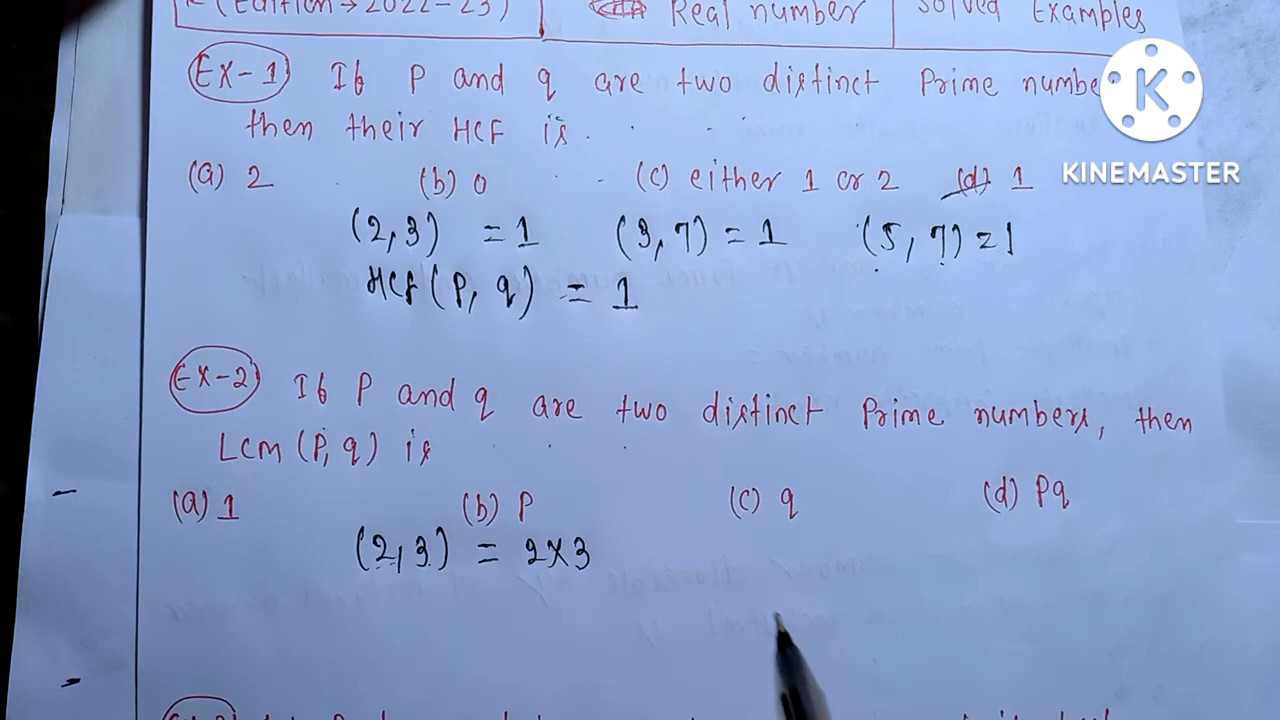 (Edition → 2022-23) Real number Solved Examples
Ex-1 If P and q are two distinct Prime numbe
then their HCF is
(a) 2 (b) 0 (c) either 1 or 2 (d) 1
(2,3) = 1 (3,7) = 1 (5,7) = 1
HCF(P, q) = 1
K
KINEMASTER
Ex-2 If P and q are two distinct Prime numbers, then
LCM (P, q) is
(a) 1 (b) P (c) q (d) Pq
(2,3) = 2×3